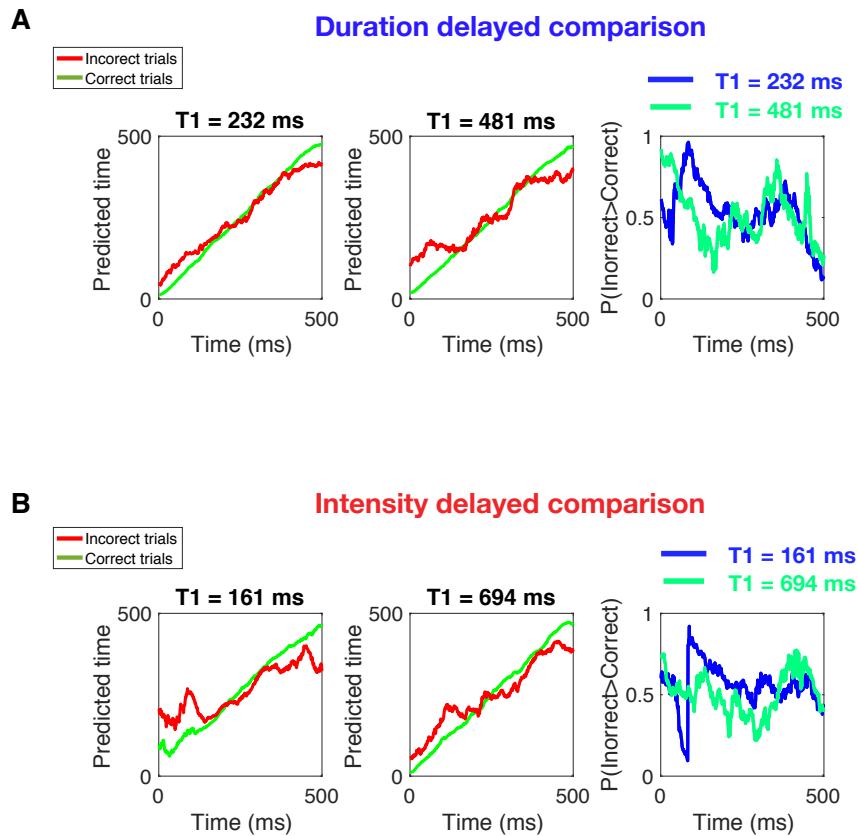 A
Duration delayed comparison
Incorect trials
Correct trials
T1 = 232 ms
T1 = 481 ms
T1 = 232 ms
T1 = 481 ms
500
0
Predicted time
0
500
Time (ms)
500
0
Predicted time
0
500
Time (ms)
1
0.5
0
P(Inorrect>Correct)
0
500
Time (ms)
B
Intensity delayed comparison
Incorect trials
Correct trials
T1 = 161 ms
T1 = 694 ms
T1 = 161 ms
T1 = 694 ms
500
0
Predicted time
0
500
Time (ms)
500
0
Predicted time
0
500
Time (ms)
1
0.5
0
P(Inorrect>Correct)
0
500
Time (ms)